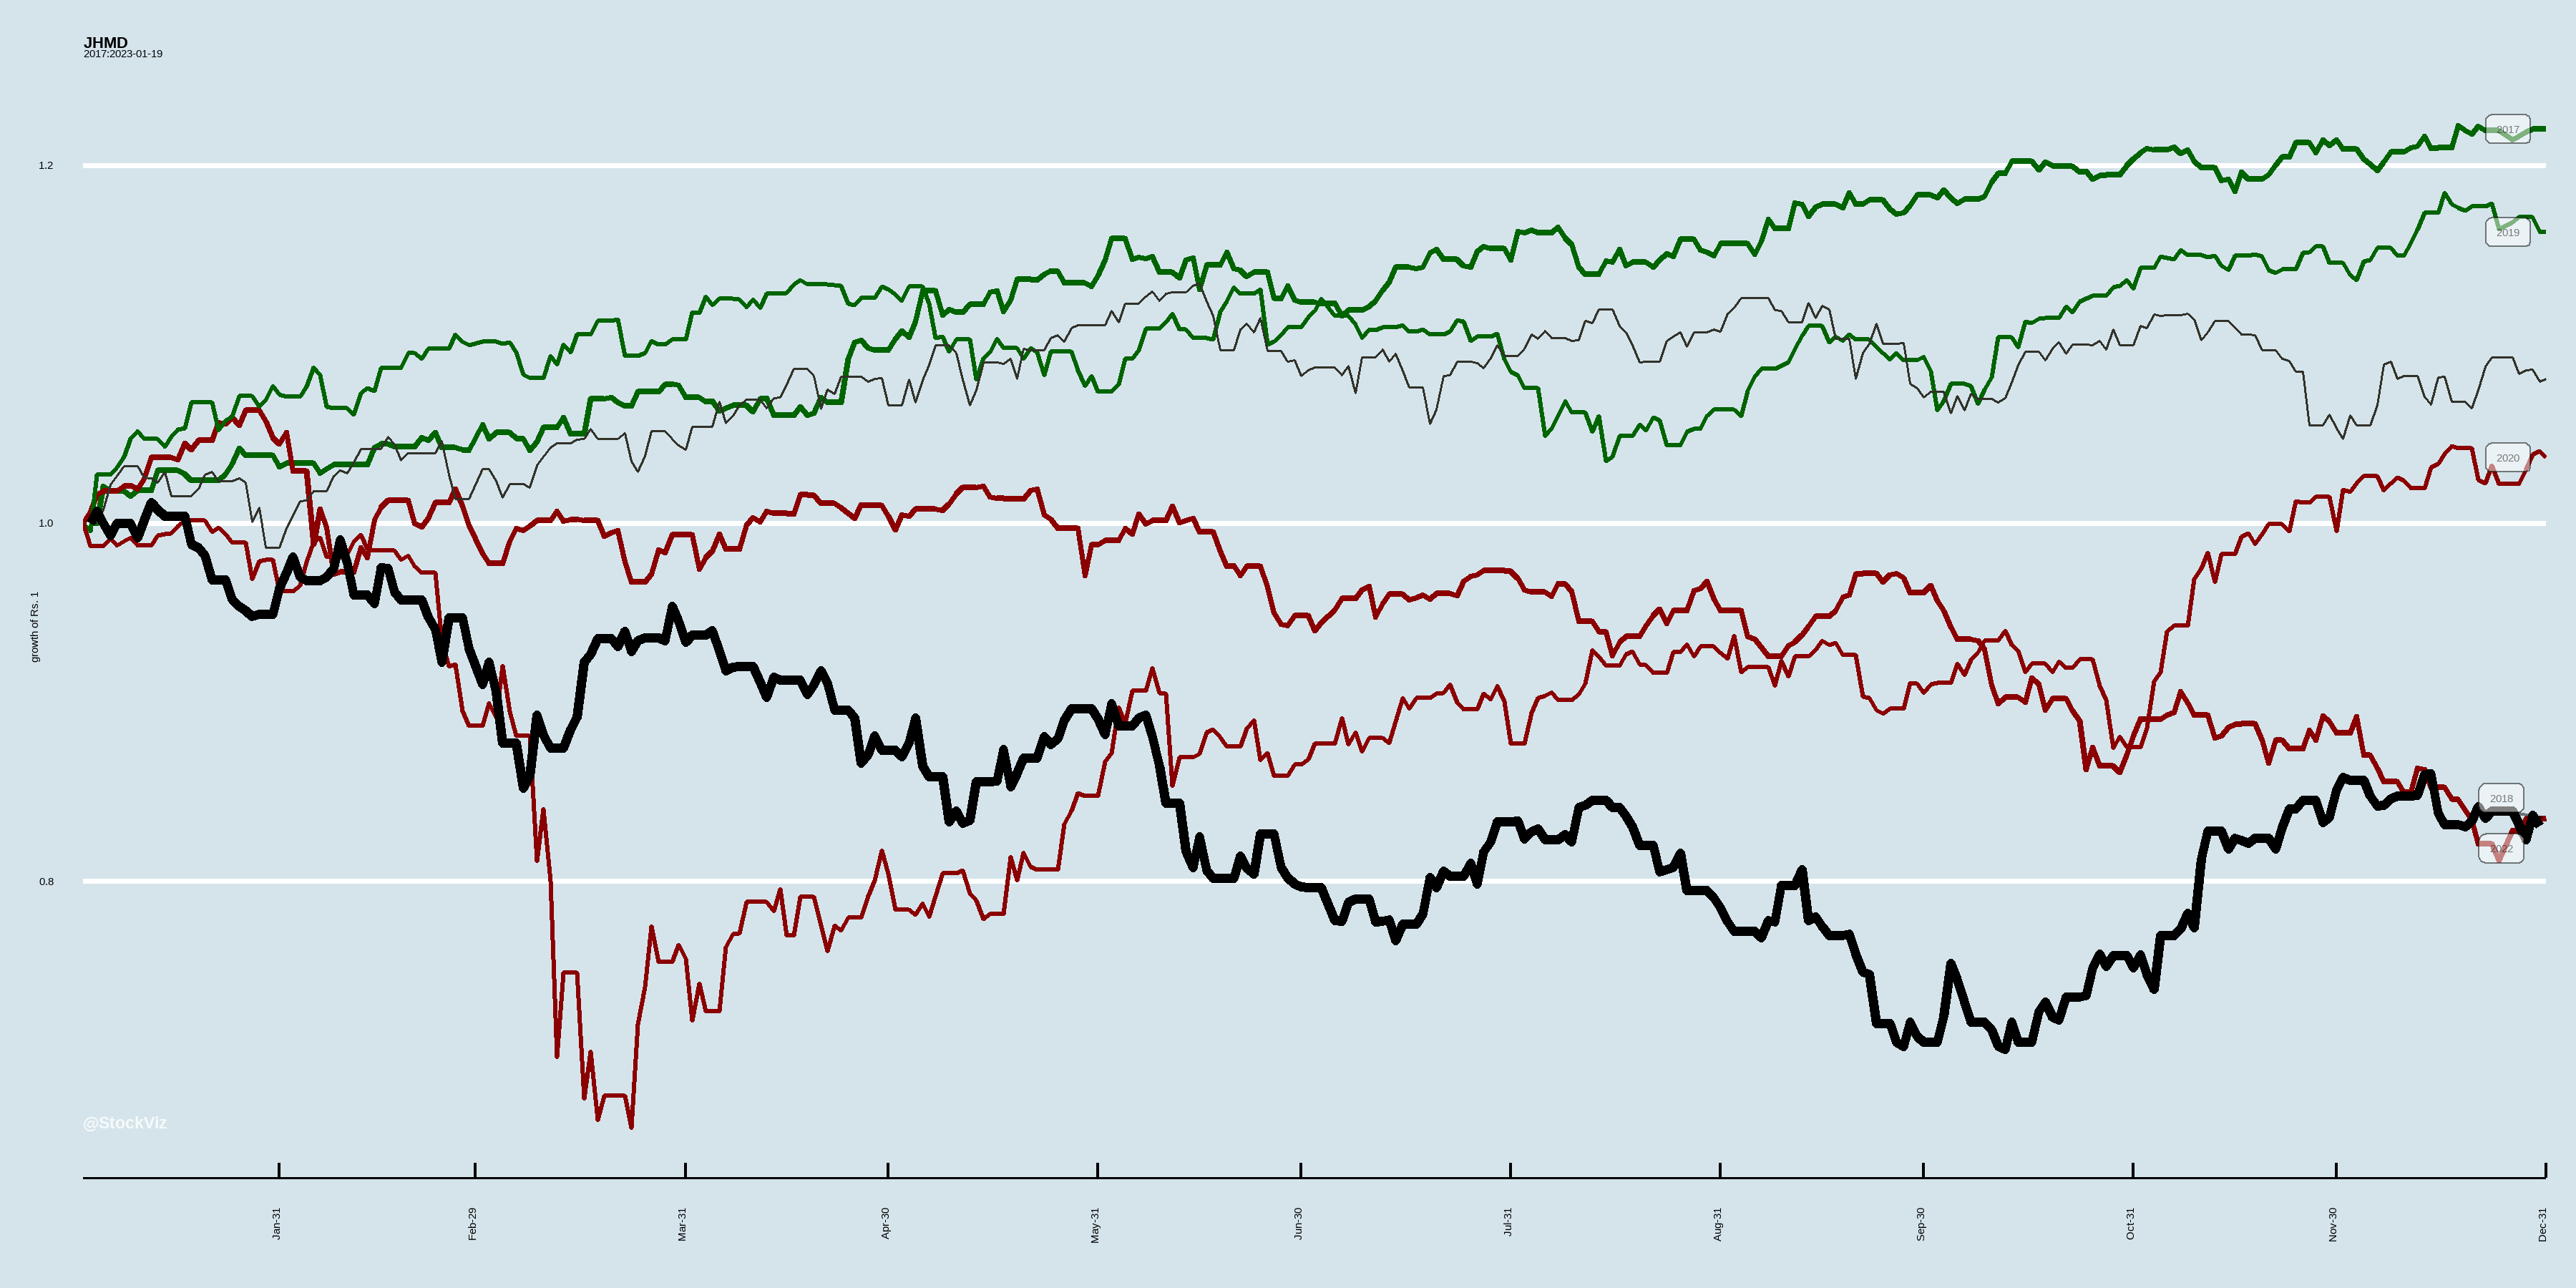 JHMD
2017:2023-01-19
1.2
1.0
0.8
growth of Rs. 1
2017
2019
2020
2018
2022
@StockViz
Jan-31
Feb-29
Mar-31
Apr-30
May-31
Jun-30
Jul-31
Aug-31
Sep-30
Oct-31
Nov-30
Dec-31